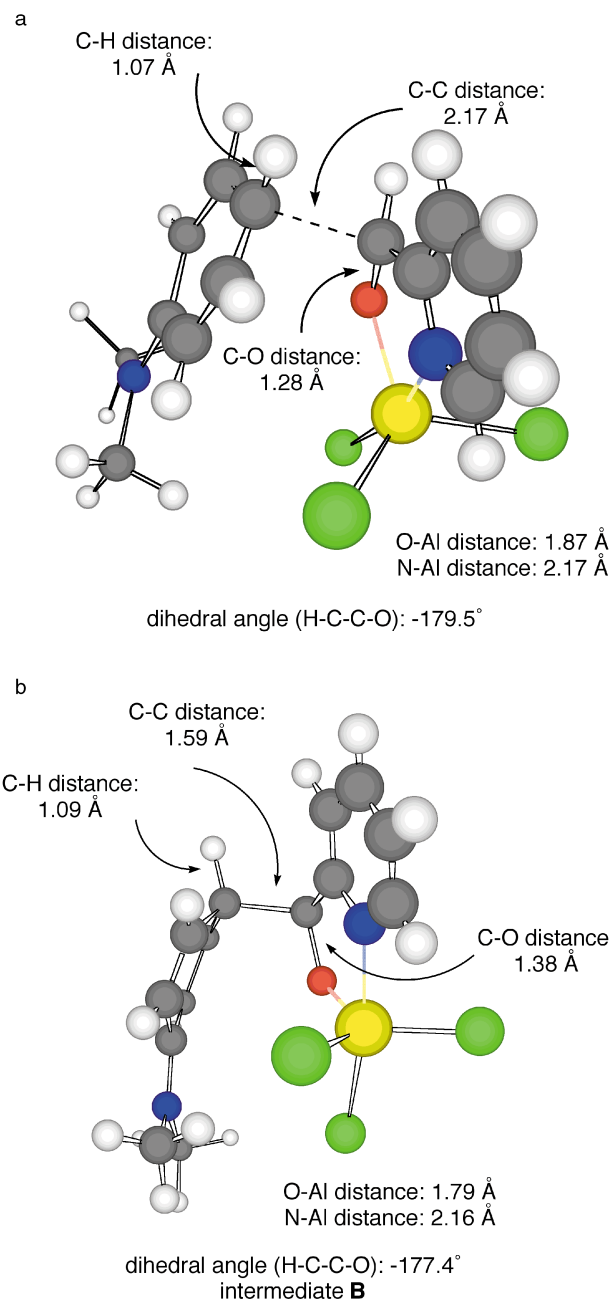 a
C-H distance:
1.07 Å
C-C distance:
2.17 Å
C-O distance:
1.28 Å
O-Al distance: 1.87 Å
N-Al distance: 2.17 Å
dihedral angle (H-C-C-O): -179.5°
b
C-C distance:
1.59 Å
C-H distance:
1.09 Å
C-O distance
1.38 Å
O-Al distance: 1.79 Å
N-Al distance: 2.16 Å
dihedral angle (H-C-C-O): -177.4°
intermediate B